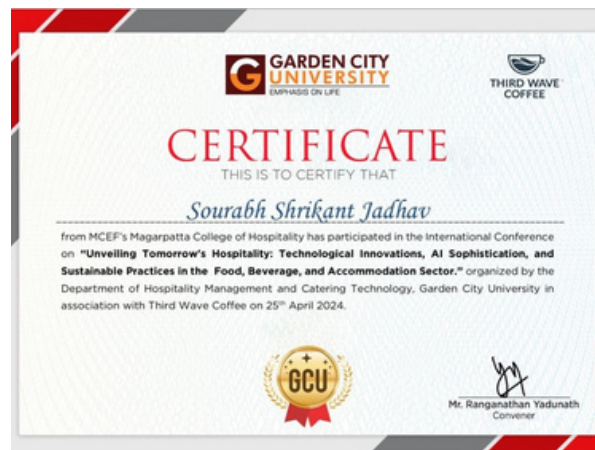 GARDEN CITY
UNIVERSITY
EMPHASIS ON LIFE
THIRD WAVE
COFFEE
CERTIFICATE
THIS IS TO CERTIFY THAT
Sourabh Shrikant Jadhav
from MCEF's Magarpatta College of Hospitality has participated in the International Conference
on "Unveiling Tomorrow's Hospitality: Technological Innovations, AI Sophistication, and
Sustainable Practices in the Food, Beverage, and Accommodation Sector." organized by the
Department of Hospitality Management and Catering Technology, Garden City University in
association with Third Wave Coffee on 25th April 2024.
GCU
Mr. Ranganathan Yadunath
Convener